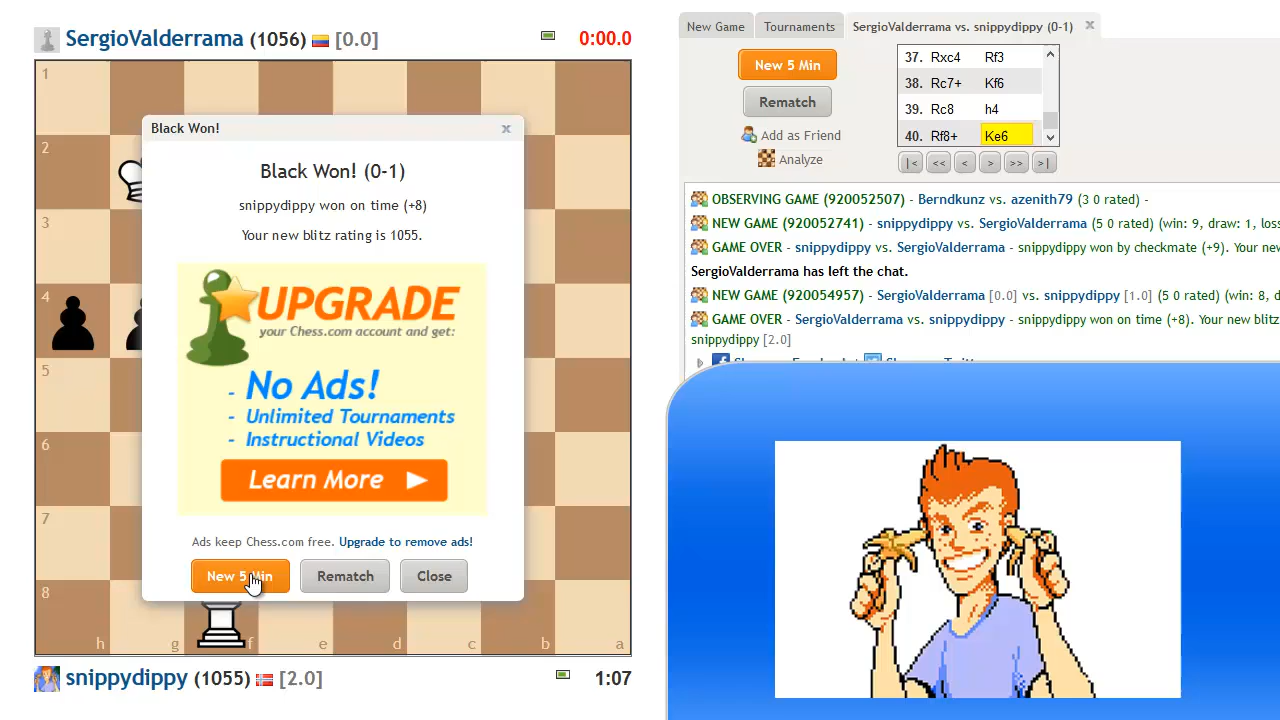 SergioValderrama (1056) [0.0] 0:00.0
1
2
3
4
5
6
7
8
h g f e d c b a
Black Won! x
Black Won! (0-1)
snippydippy won on time (+8)
Your new blitz rating is 1055.
UPGRADE
your Chess.com account and get:
- No Ads!
- Unlimited Tournaments
- Instructional Videos
Learn More
Ads keep Chess.com free. Upgrade to remove ads!
New 5 Min Rematch Close
snippydippy (1055) [2.0] 1:07
New Game Tournaments SergioValderrama vs. snippydippy (0-1) x
New 5 Min
Rematch
Add as Friend
Analyze
37. Rxc4 Rf3
38. Rc7+ Kf6
39. Rc8 h4
40. Rf8+ Ke6
|< << < > >> >|
OBSERVING GAME (920052507) - Berndkunz vs. azenith79 (3 0 rated) -
NEW GAME (920052741) - snippydippy vs. SergioValderrama (5 0 rated) (win: 9, draw: 1, loss
GAME OVER - snippydippy vs. SergioValderrama - snippydippy won by checkmate (+9). Your new
SergioValderrama has left the chat.
NEW GAME (920054957) - SergioValderrama [0.0] vs. snippydippy [1.0] (5 0 rated) (win: 8, d
GAME OVER - SergioValderrama vs. snippydippy - snippydippy won on time (+8). Your new blitz
snippydippy [2.0]